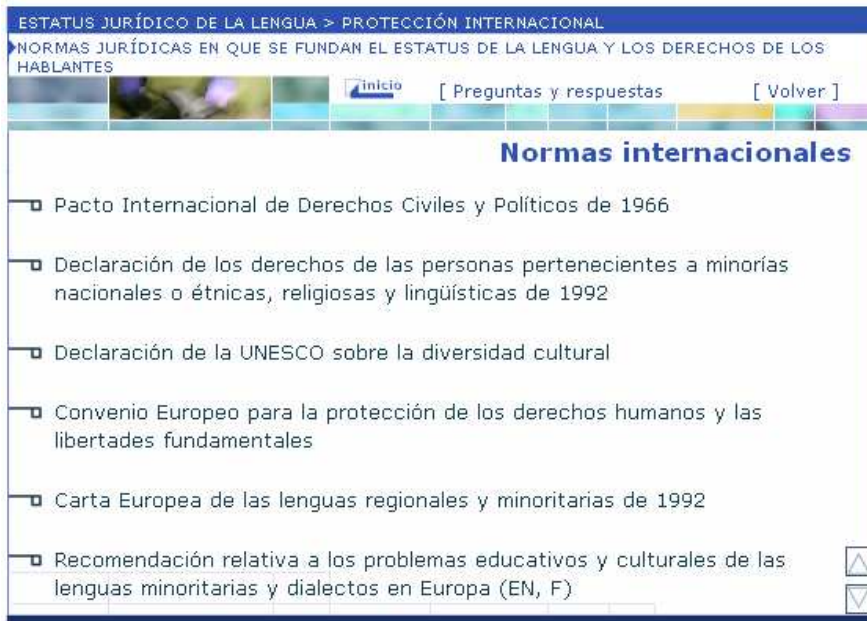 ESTATUS JURÍDICO DE LA LENGUA > PROTECCIÓN INTERNACIONAL
NORMAS JURÍDICAS EN QUE SE FUNDAN EL ESTATUS DE LA LENGUA Y LOS DERECHOS DE LOS
HABLANTES
inicio [ Preguntas y respuestas [ Volver ]
Normas internacionales
Pacto Internacional de Derechos Civiles y Políticos de 1966
Declaración de los derechos de las personas pertenecientes a minorías
nacionales o étnicas, religiosas y lingüísticas de 1992
Declaración de la UNESCO sobre la diversidad cultural
Convenio Europeo para la protección de los derechos humanos y las
libertades fundamentales
Carta Europea de las lenguas regionales y minoritarias de 1992
Recomendación relativa a los problemas educativos y culturales de las
lenguas minoritarias y dialectos en Europa (EN, F)